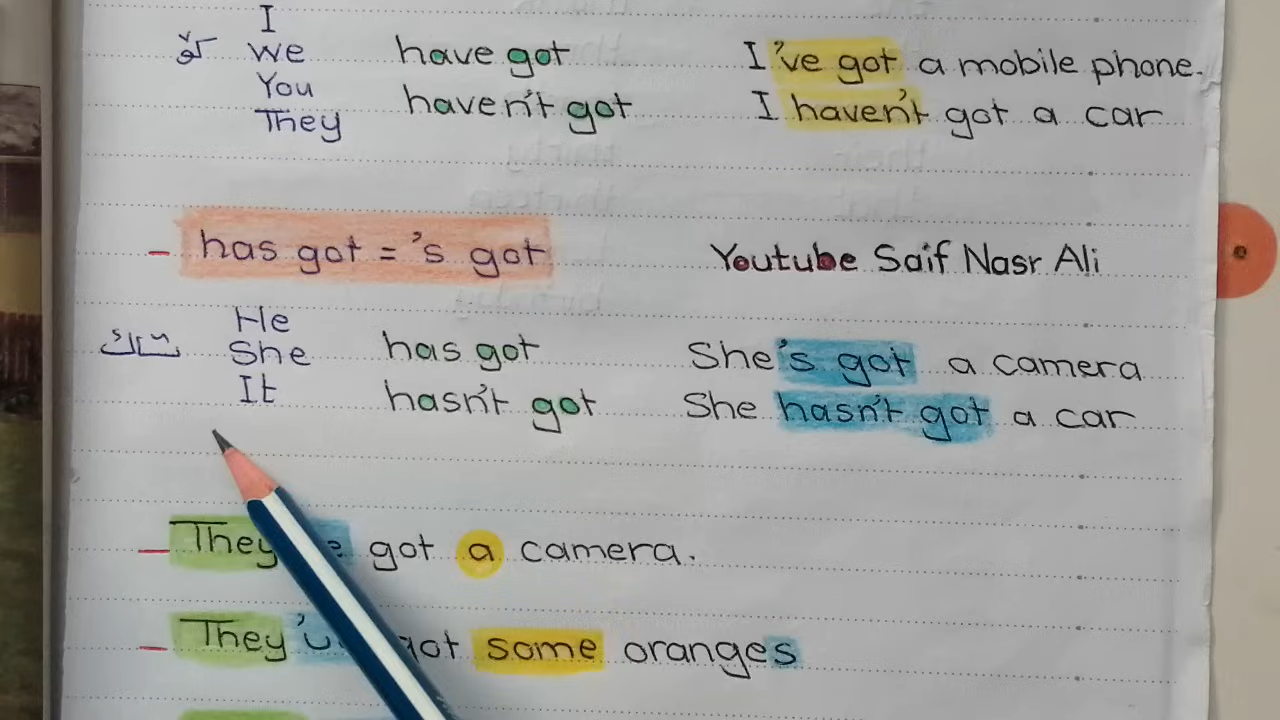 I
We have got I've got a mobile phone.
You
haven't got I haven't got a car
They
has got = 's got Youtube Saif Nasr Ali
He
She has got She's got a camera
It hasn't got She hasn't got a car
They got a camera.
They' got some oranges